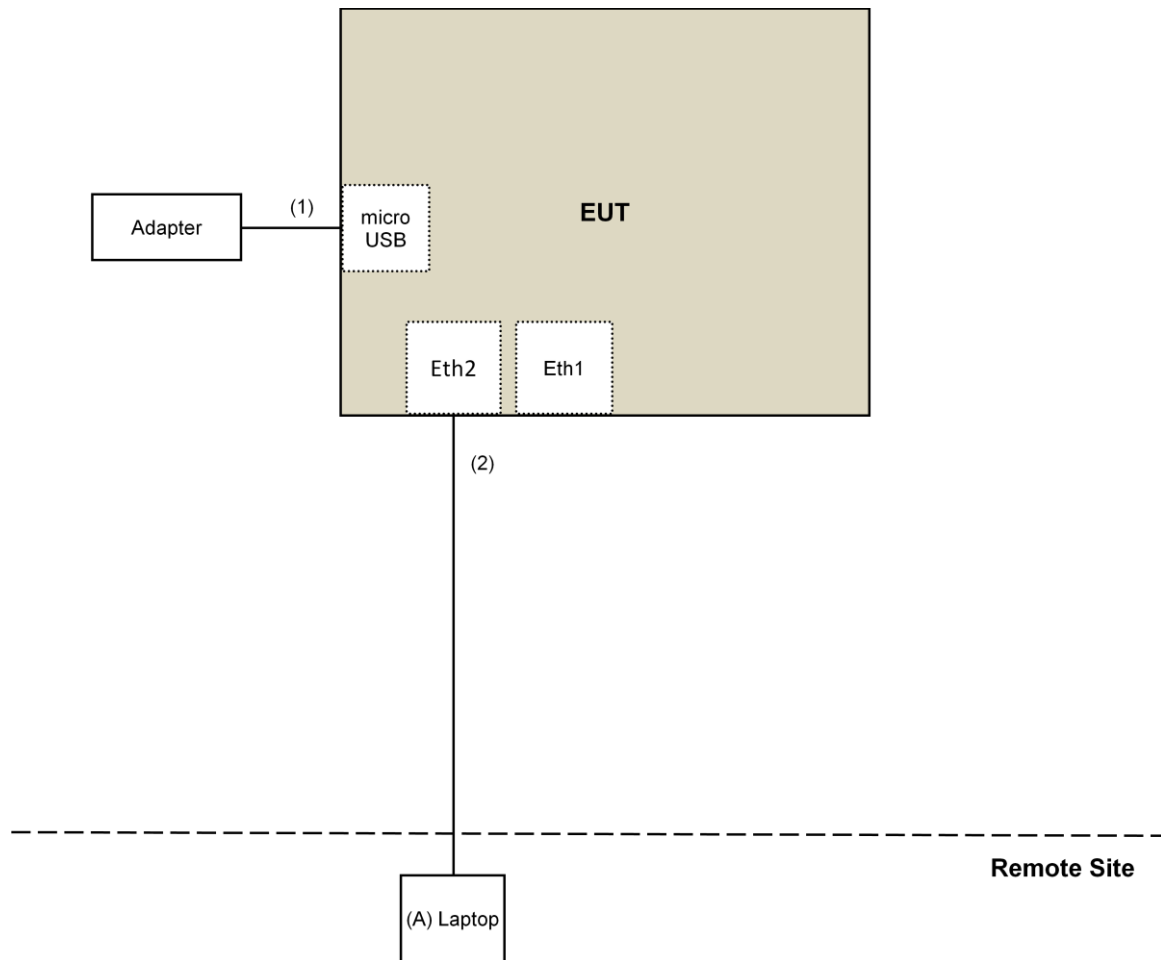 (1)
micro
USB
EUT
Adapter
Eth2
Eth1
(2)
Remote Site
(A) Laptop